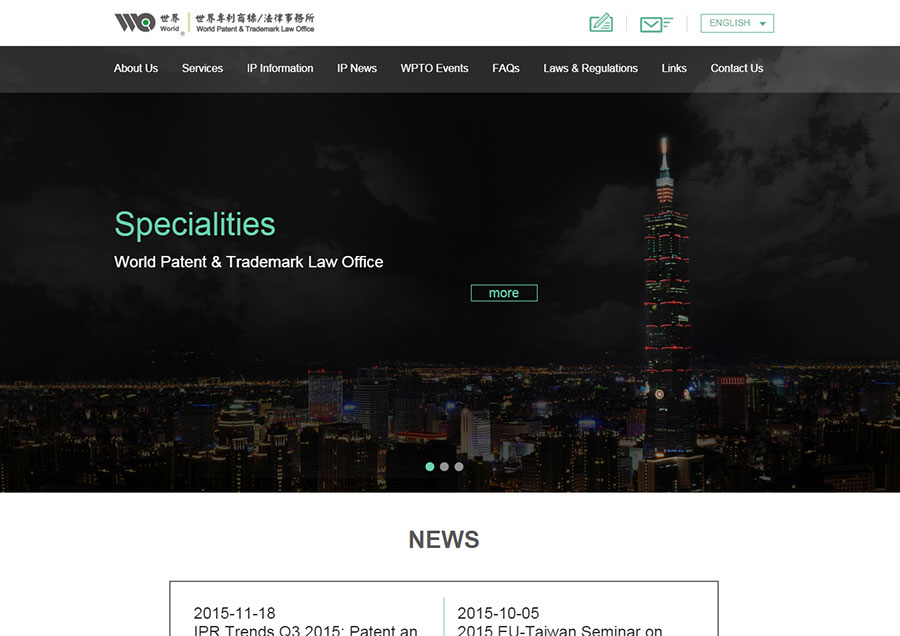 世界
World
®
世界專利商標/法律事務所
World Patent & Trademark Law Office
ENGLISH
About Us Services IP Information IP News WPTO Events FAQs Laws & Regulations Links Contact Us
Specialities
World Patent & Trademark Law Office
more
NEWS
2015-11-18
IPR Trends Q3 2015: Patent an
2015-10-05
2015 EU-Taiwan Seminar on